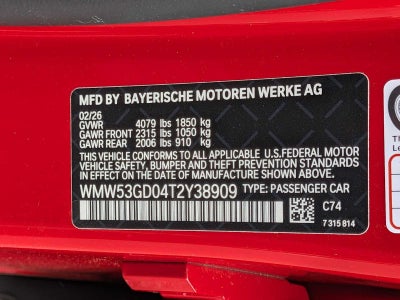 MFD BY BAYERISCHE MOTOREN WERKE AG
02/26
GVWR 4079 lbs 1850 kg
GAWR FRONT 2315 lbs 1050 kg
GAWR REAR 2006 lbs 910 kg
THIS VEHICLE CONFORMS TO ALL APPLICABLE U.S.FEDERAL MOTOR
VEHICLE SAFETY, BUMPER AND THEFT PREVENTION STANDARDS
IN EFFECT ON THE DATE OF MANUFACTURE SHOWN ABOVE.
WMW53GD04T2Y38909 TYPE: PASSENGER CAR
C74
7 315 814